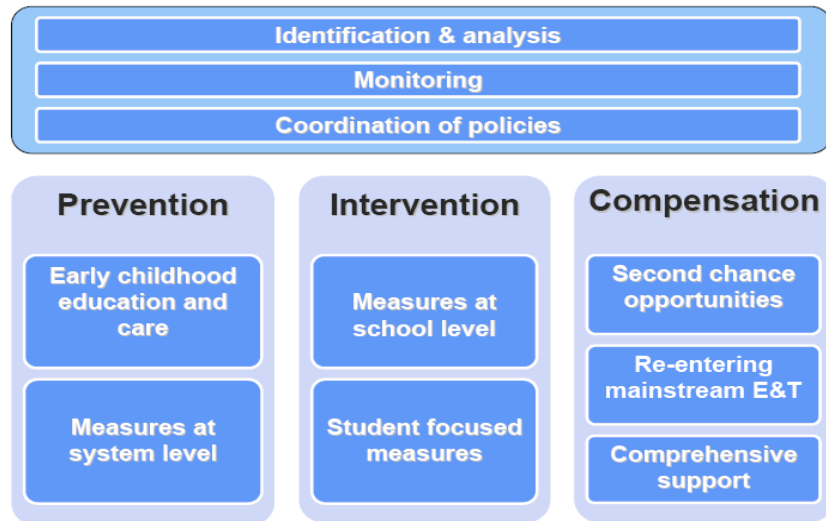 Identification & analysis
Monitoring
Coordination of policies
Prevention
Early childhood
education and
care
Measures at
system level
Intervention
Measures at
school level
Student focused
measures
Compensation
Second chance
opportunities
Re-entering
mainstream E&T
Comprehensive
support